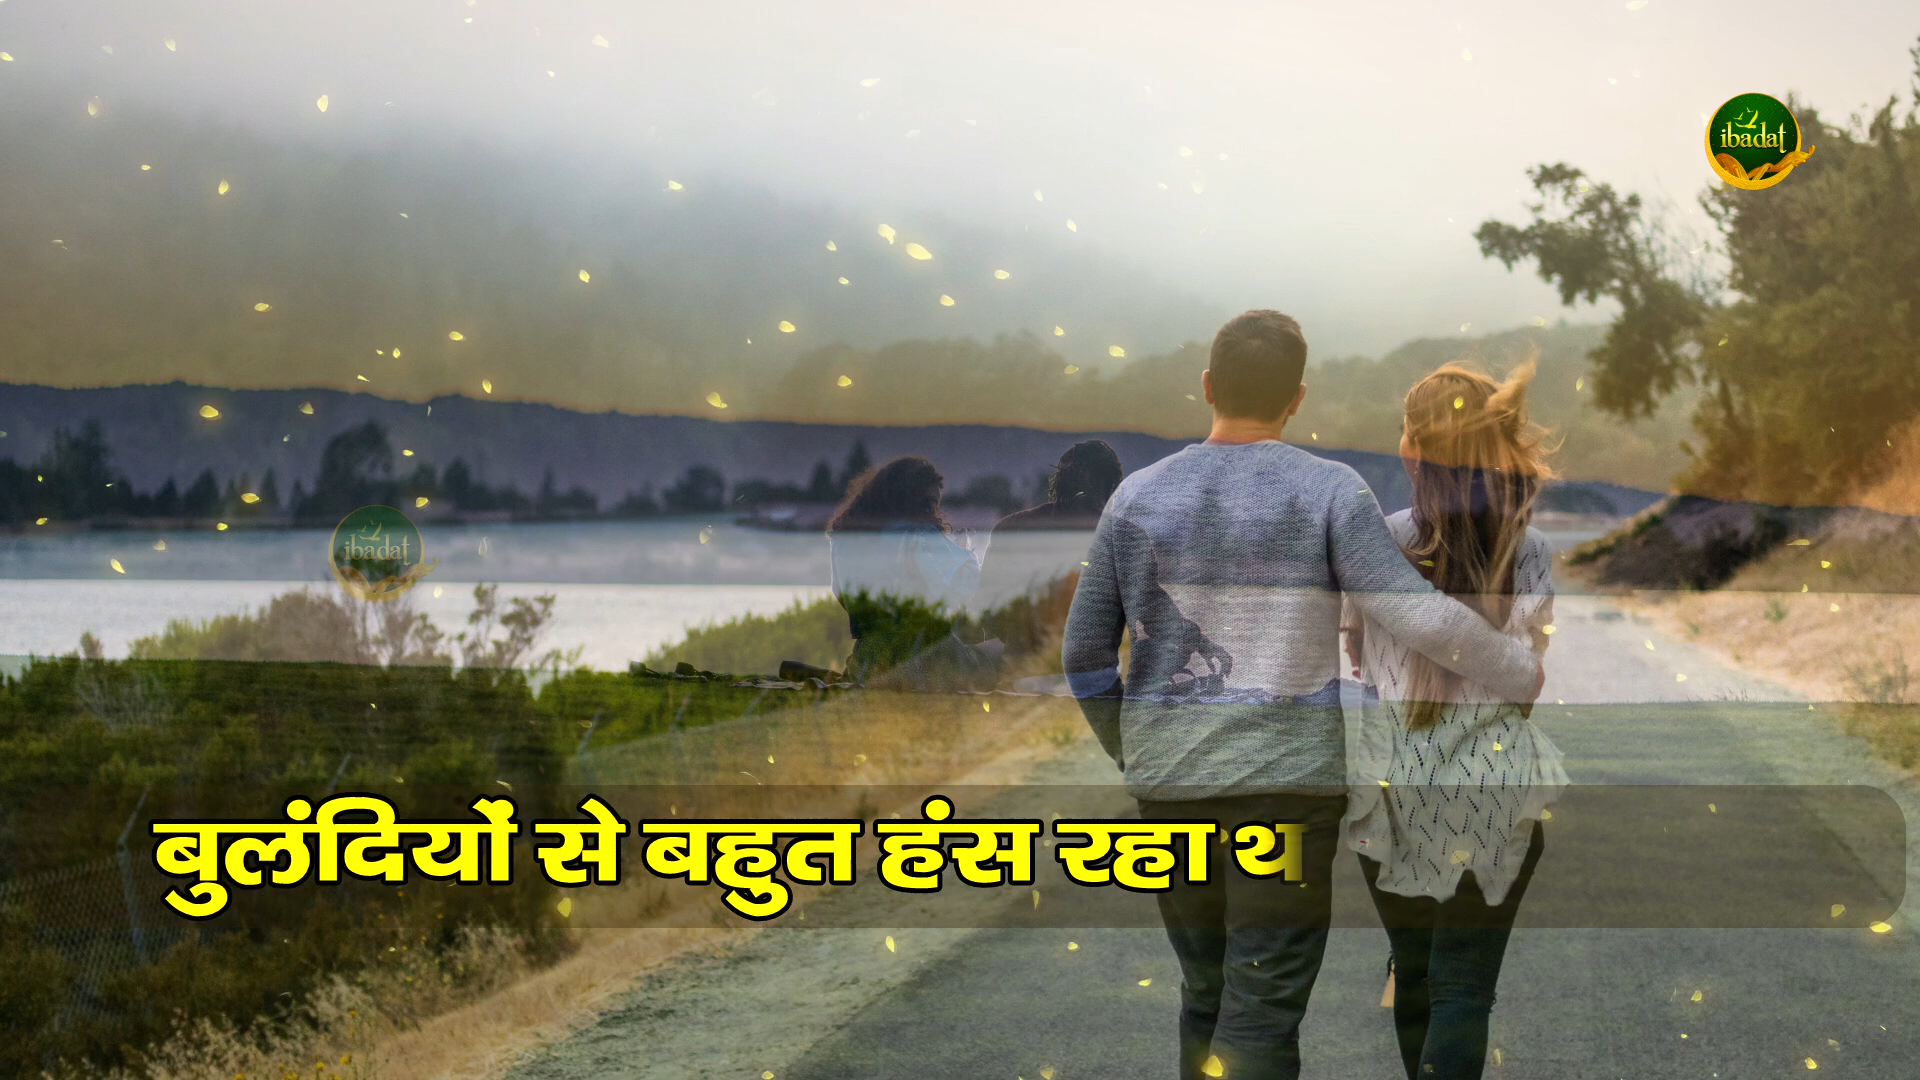 ibadat
ibadat
बुलंदियों से बहुत हंस रहा थ